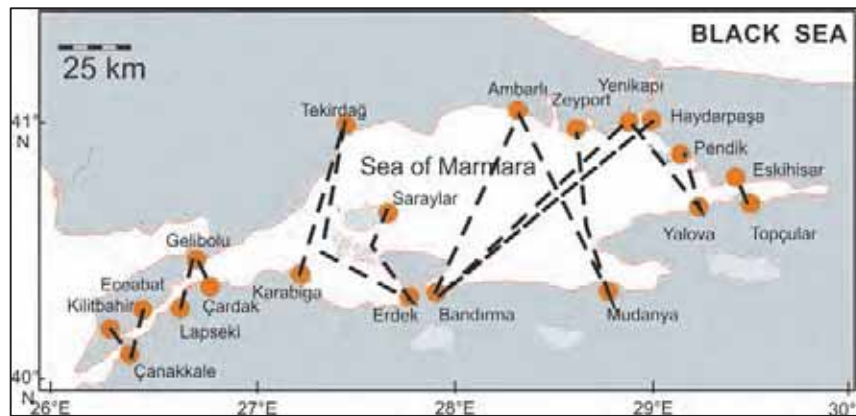 BLACK SEA
25 km
Ambarlı
Yenikapı
Zeyport
Tekirdağ
Haydarpaşa
41°
N
Pendik
Sea of Marmara
Eskihisar
Saraylar
Gelibolu
Yalova
Topçular
Eceabat
Kilitbahir
Çardak
Karabiga
Erdek
Bandırma
Mudanya
Lapseki
Çanakkale
40°
N
26°E
27°E
28°E
29°E
30°